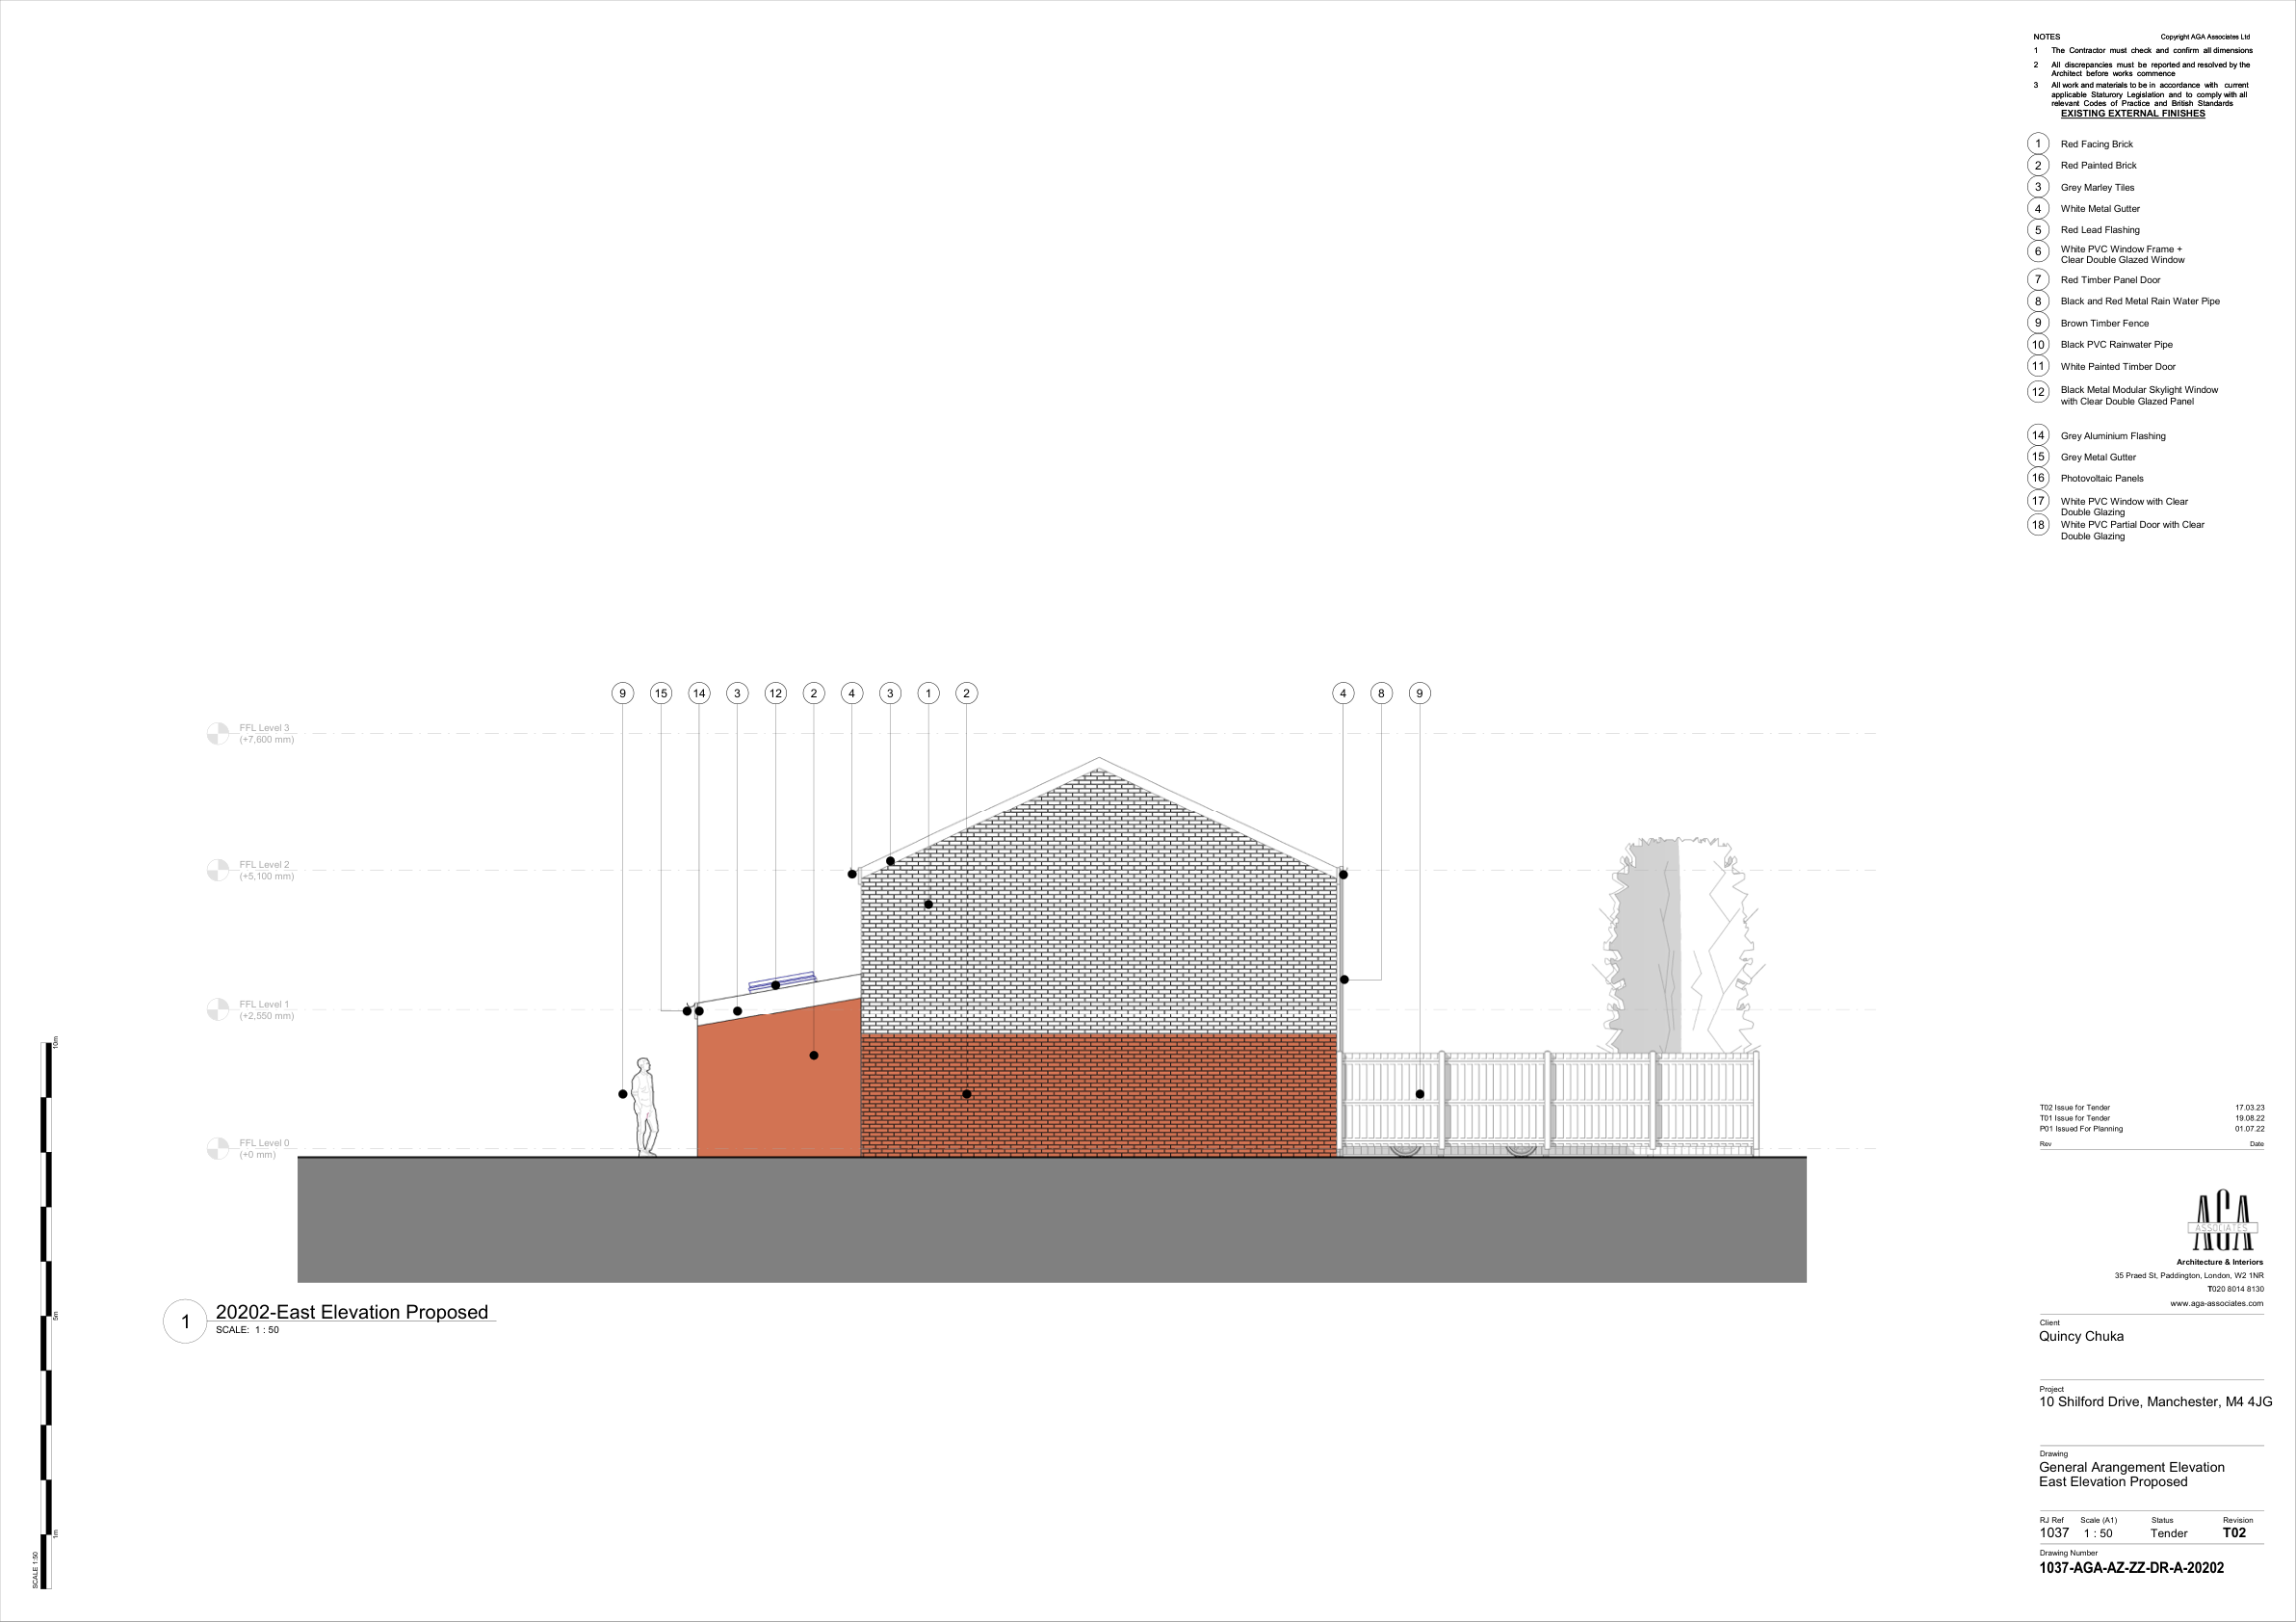 NOTES Copyright AGA Associates Ltd
1 The Contractor must check and confirm all dimensions
2 All discrepancies must be reported and resolved by the
Architect before works commence
3 All work and materials to be in accordance with current
applicable Staturory Legislation and to comply with all
relevant Codes of Practice and British Standards
EXISTING EXTERNAL FINISHES
1 Red Facing Brick
2 Red Painted Brick
3 Grey Marley Tiles
4 White Metal Gutter
5 Red Lead Flashing
6 White PVC Window Frame +
Clear Double Glazed Window
7 Red Timber Panel Door
8 Black and Red Metal Rain Water Pipe
9 Brown Timber Fence
10 Black PVC Rainwater Pipe
11 White Painted Timber Door
12 Black Metal Modular Skylight Window
with Clear Double Glazed Panel
14 Grey Aluminium Flashing
15 Grey Metal Gutter
16 Photovoltaic Panels
17 White PVC Window with Clear
Double Glazing
18 White PVC Partial Door with Clear
Double Glazing
9 15 14 3 12 2 4 3 1 2 4 8 9
FFL Level 3
(+7,600 mm)
FFL Level 2
(+5,100 mm)
FFL Level 1
(+2,550 mm)
FFL Level 0
(+0 mm)
10m
5m
1m
SCALE 1:50
1 20202-East Elevation Proposed
SCALE: 1 : 50
T02 Issue for Tender 17.03.23
T01 Issue for Tender 19.08.22
P01 Issued For Planning 01.07.22
Rev Date
AGA
ASSOCIATES
Architecture & Interiors
35 Praed St, Paddington, London, W2 1NR
T020 8014 8130
www.aga-associates.com
Client
Quincy Chuka
Project
10 Shilford Drive, Manchester, M4 4JG
Drawing
General Arangement Elevation
East Elevation Proposed
RJ Ref Scale (A1) Status Revision
1037 1 : 50 Tender T02
Drawing Number
1037-AGA-AZ-ZZ-DR-A-20202